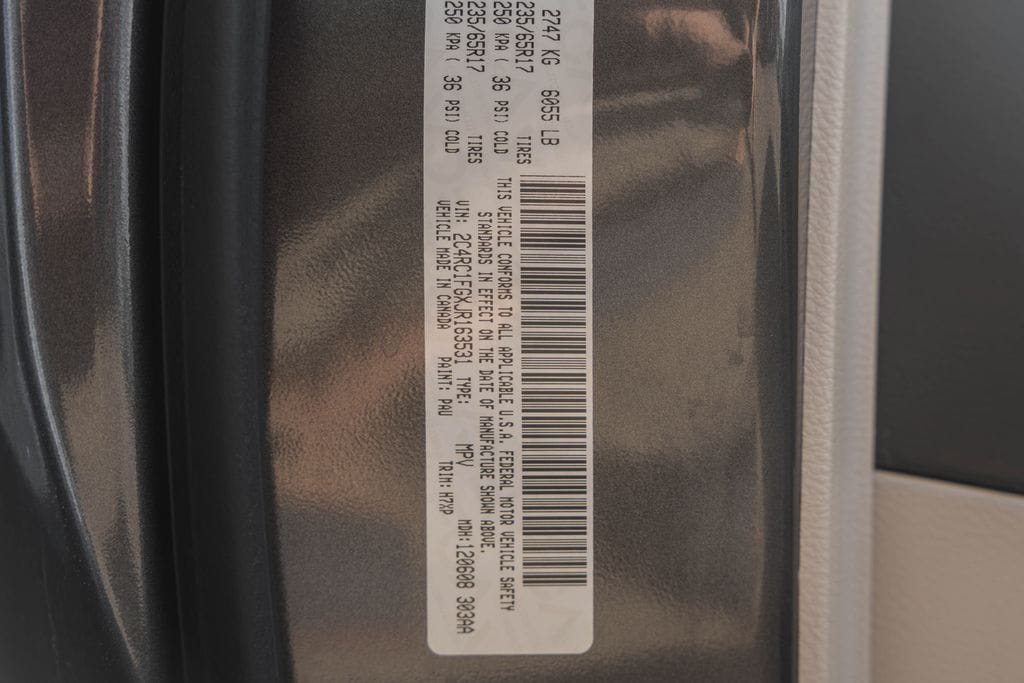 2747 KG 6055 LB
235/65R17 TIRES
250 KPA ( 36 PSI) COLD
235/65R17 TIRES
250 KPA ( 36 PSI) COLD
THIS VEHICLE CONFORMS TO ALL APPLICABLE U.S.A. FEDERAL MOTOR VEHICLE SAFETY
STANDARDS IN EFFECT ON THE DATE OF MANUFACTURE SHOWN ABOVE.
VIN: 2C4RC1FGXJR163531 TYPE: MPV MDH:120608 303AA
VEHICLE MADE IN CANADA PAINT: PAU TRIM: H7XP